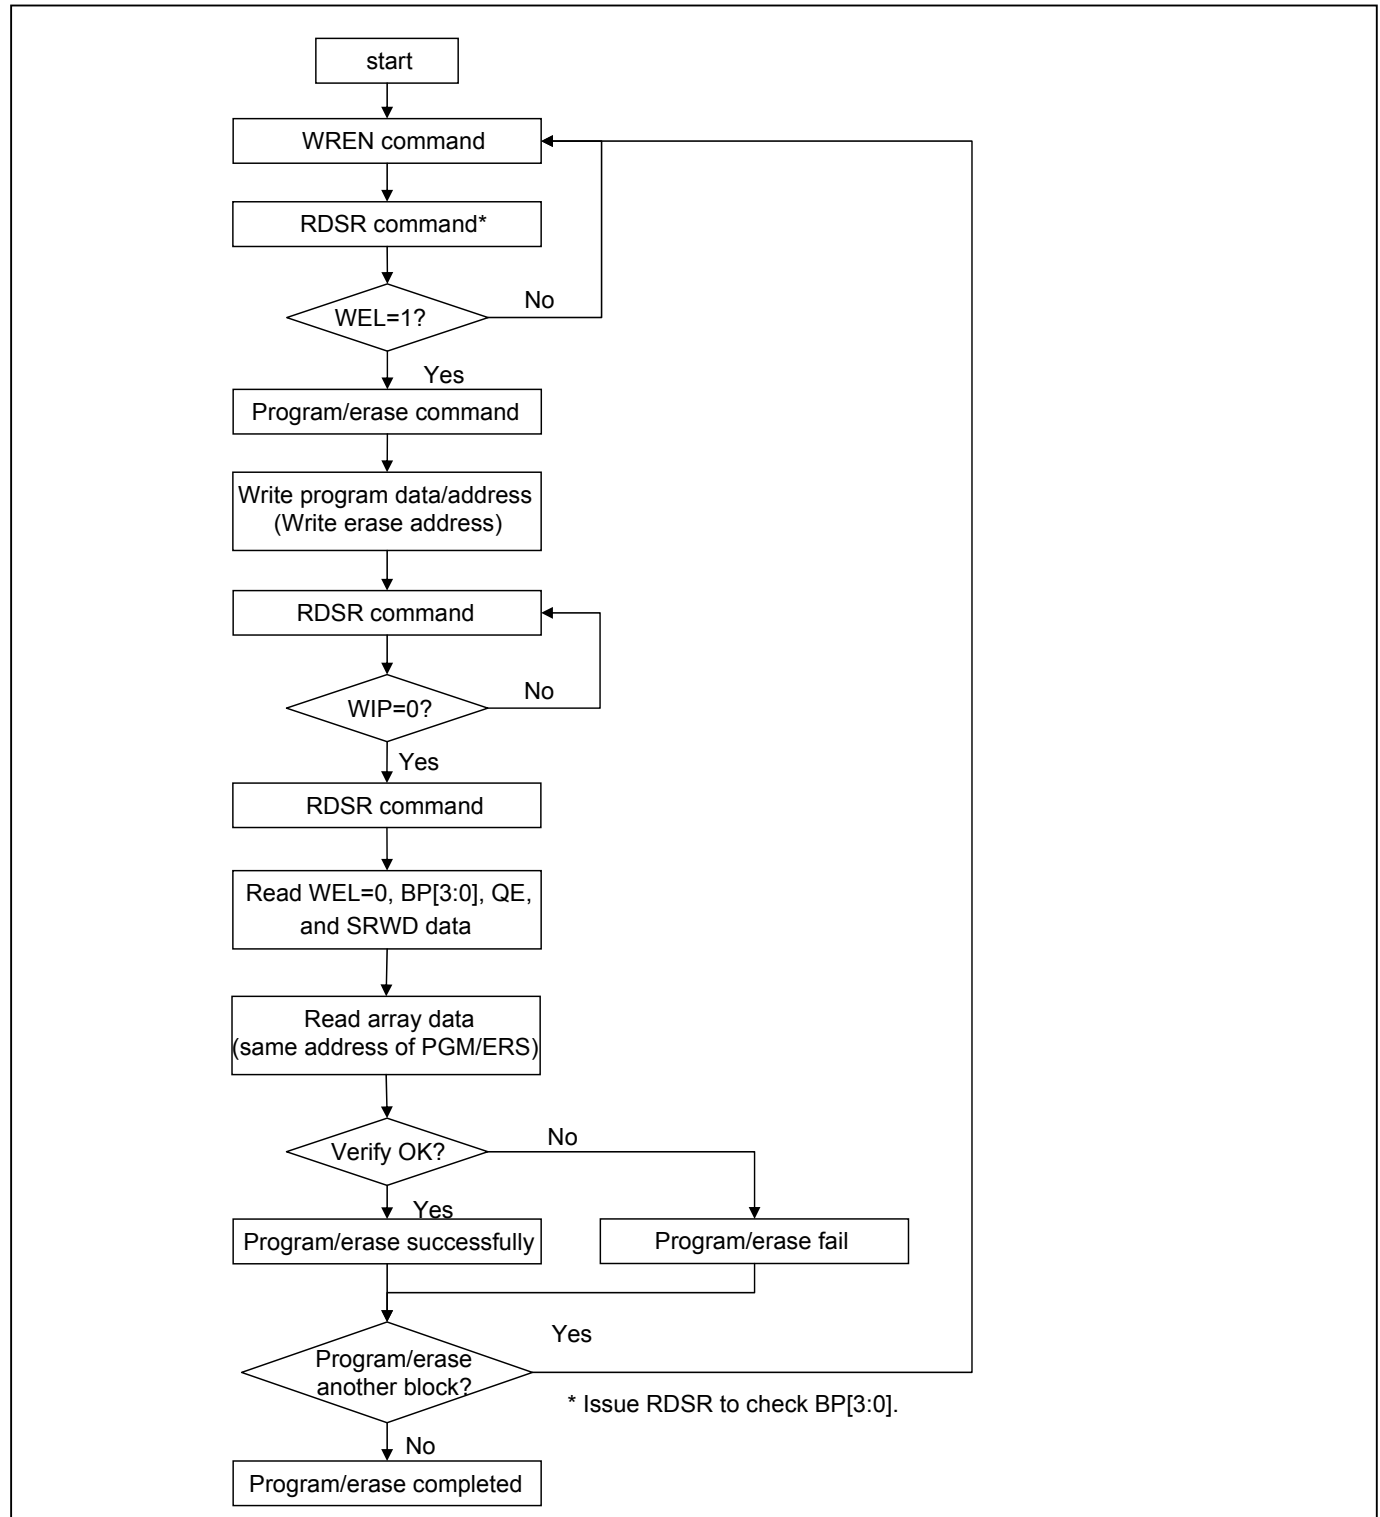 start
WREN command
RDSR command*
WEL=1?
No
Yes
Program/erase command
Write program data/address
(Write erase address)
RDSR command
WIP=0?
No
Yes
RDSR command
Read WEL=0, BP[3:0], QE,
and SRWD data
Read array data
(same address of PGM/ERS)
Verify OK?
No
Yes
Program/erase successfully
Program/erase fail
Program/erase
another block?
Yes
* Issue RDSR to check BP[3:0].
No
Program/erase completed